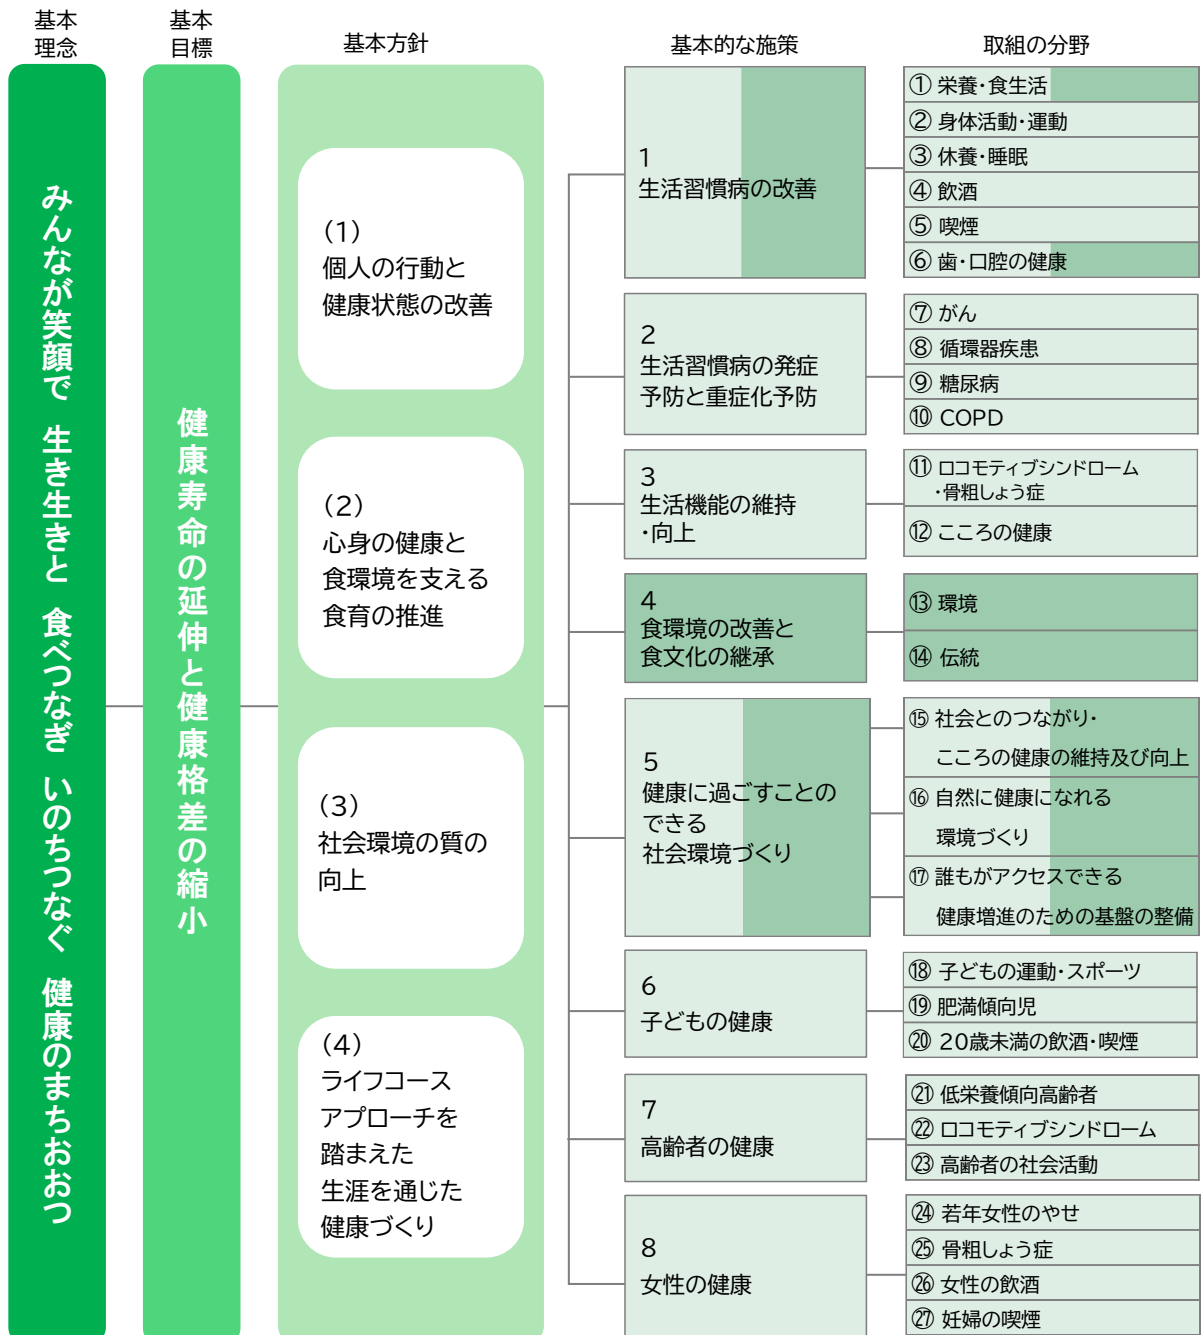 基本
理念
基本
目標
基本方針
基本的な施策
取組の分野
みんなが笑顔で 生き生きと 食べつなぎ いのちつなぐ 健康のまちおおつ
健康寿命の延伸と健康格差の縮小
(1)
個人の行動と
健康状態の改善
(2)
心身の健康と
食環境を支える
食育の推進
(3)
社会環境の質の
向上
(4)
ライフコース
アプローチを
踏まえた
生涯を通じた
健康づくり
1
生活習慣病の改善
① 栄養・食生活
② 身体活動・運動
③ 休養・睡眠
④ 飲酒
⑤ 喫煙
⑥ 歯・口腔の健康
2
生活習慣病の発症
予防と重症化予防
⑦ がん
⑧ 循環器疾患
⑨ 糖尿病
⑩ COPD
3
生活機能の維持
・向上
⑪ ロコモティブシンドローム
・骨粗しょう症
⑫ こころの健康
4
食環境の改善と
食文化の継承
⑬ 環境
⑭ 伝統
5
健康に過ごすことの
できる
社会環境づくり
⑮ 社会とのつながり・
こころの健康の維持及び向上
⑯ 自然に健康になれる
環境づくり
⑰ 誰もがアクセスできる
健康増進のための基盤の整備
6
子どもの健康
⑱ 子どもの運動・スポーツ
⑲ 肥満傾向児
⑳ 20歳未満の飲酒・喫煙
7
高齢者の健康
㉑ 低栄養傾向高齢者
㉒ ロコモティブシンドローム
㉓ 高齢者の社会活動
8
女性の健康
㉔ 若年女性のやせ
㉕ 骨粗しょう症
㉖ 女性の飲酒
㉗ 妊婦の喫煙